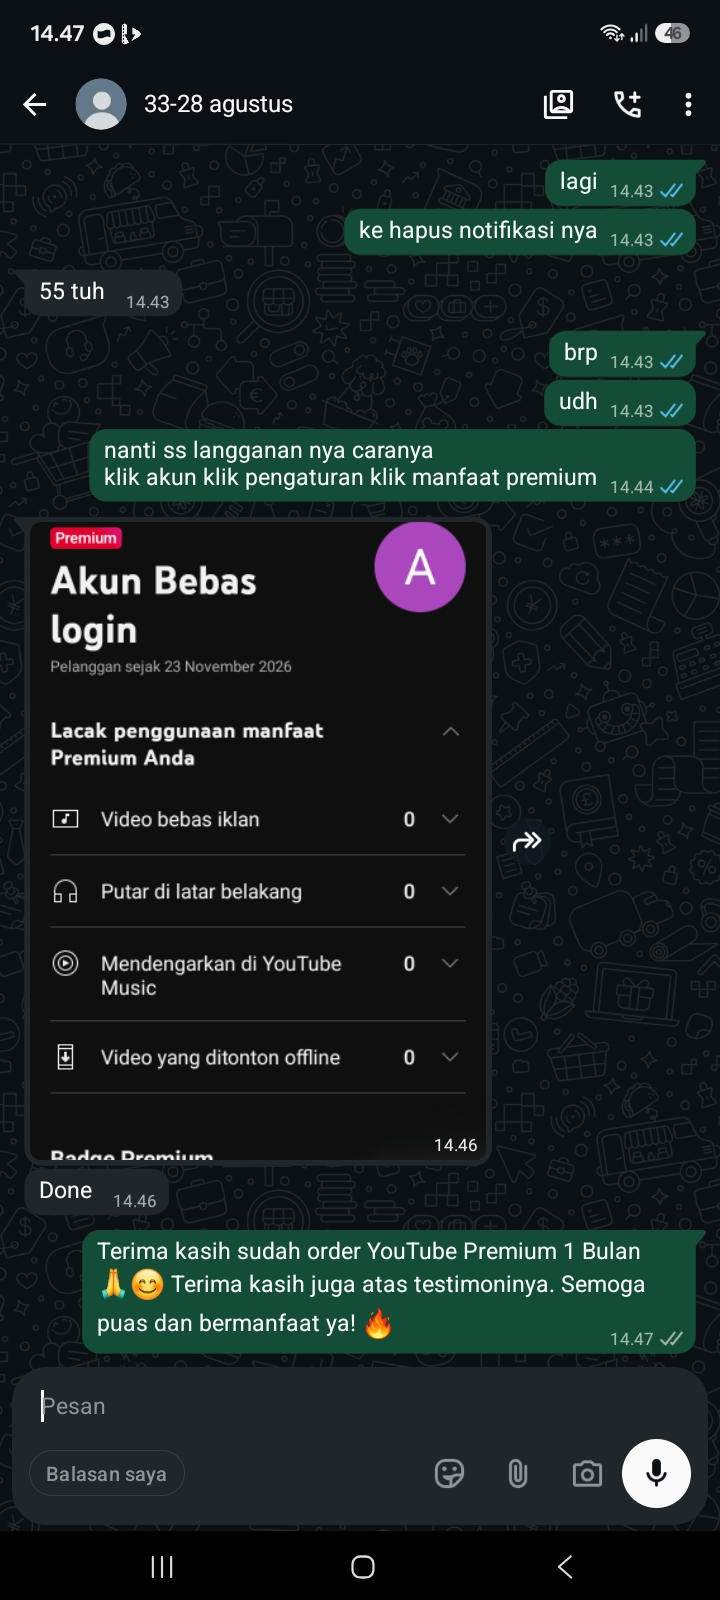 14.47
46
33-28 agustus
lagi 14.43
ke hapus notifikasi nya 14.43
55 tuh 14.43
brp 14.43
udh 14.43
nanti ss langganan nya caranya
klik akun klik pengaturan klik manfaat premium 14.44
Premium
A
Akun Bebas
login
Pelanggan sejak 23 November 2026
Lacak penggunaan manfaat
Premium Anda
Video bebas iklan 0
Putar di latar belakang 0
Mendengarkan di YouTube 0
Music
Video yang ditonton offline 0
Badge Premium
14.46
Done 14.46
Terima kasih sudah order YouTube Premium 1 Bulan
🙏😊 Terima kasih juga atas testimoninya. Semoga
puas dan bermanfaat ya! 🔥
14.47
Pesan
Balasan saya